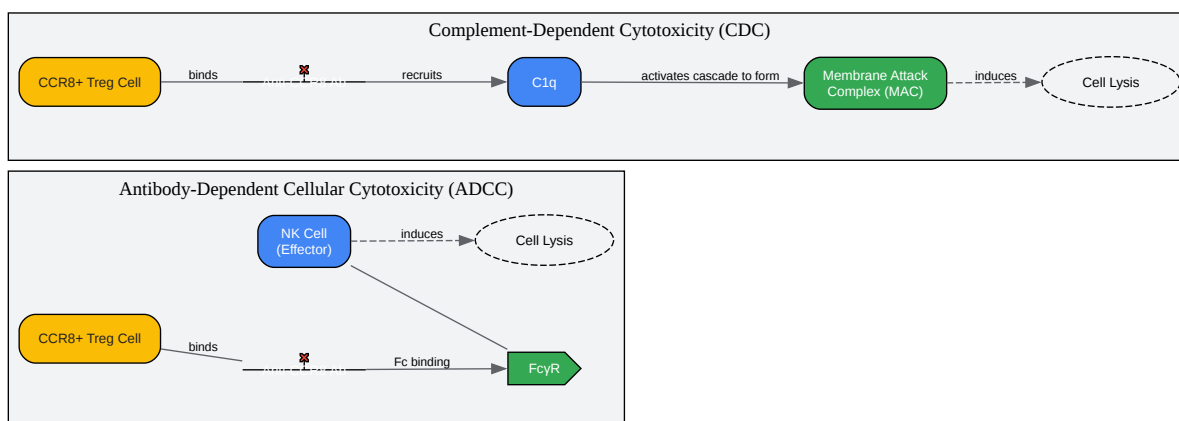 Complement-Dependent Cytotoxicity (CDC)
CCR8+ Treg Cell
binds
recruits
C1q
activates cascade to form
Membrane Attack
Complex (MAC)
induces
Cell Lysis
Antibody-Dependent Cellular Cytotoxicity (ADCC)
NK Cell
(Effector)
induces
Cell Lysis
CCR8+ Treg Cell
binds
Fc binding
FcγR